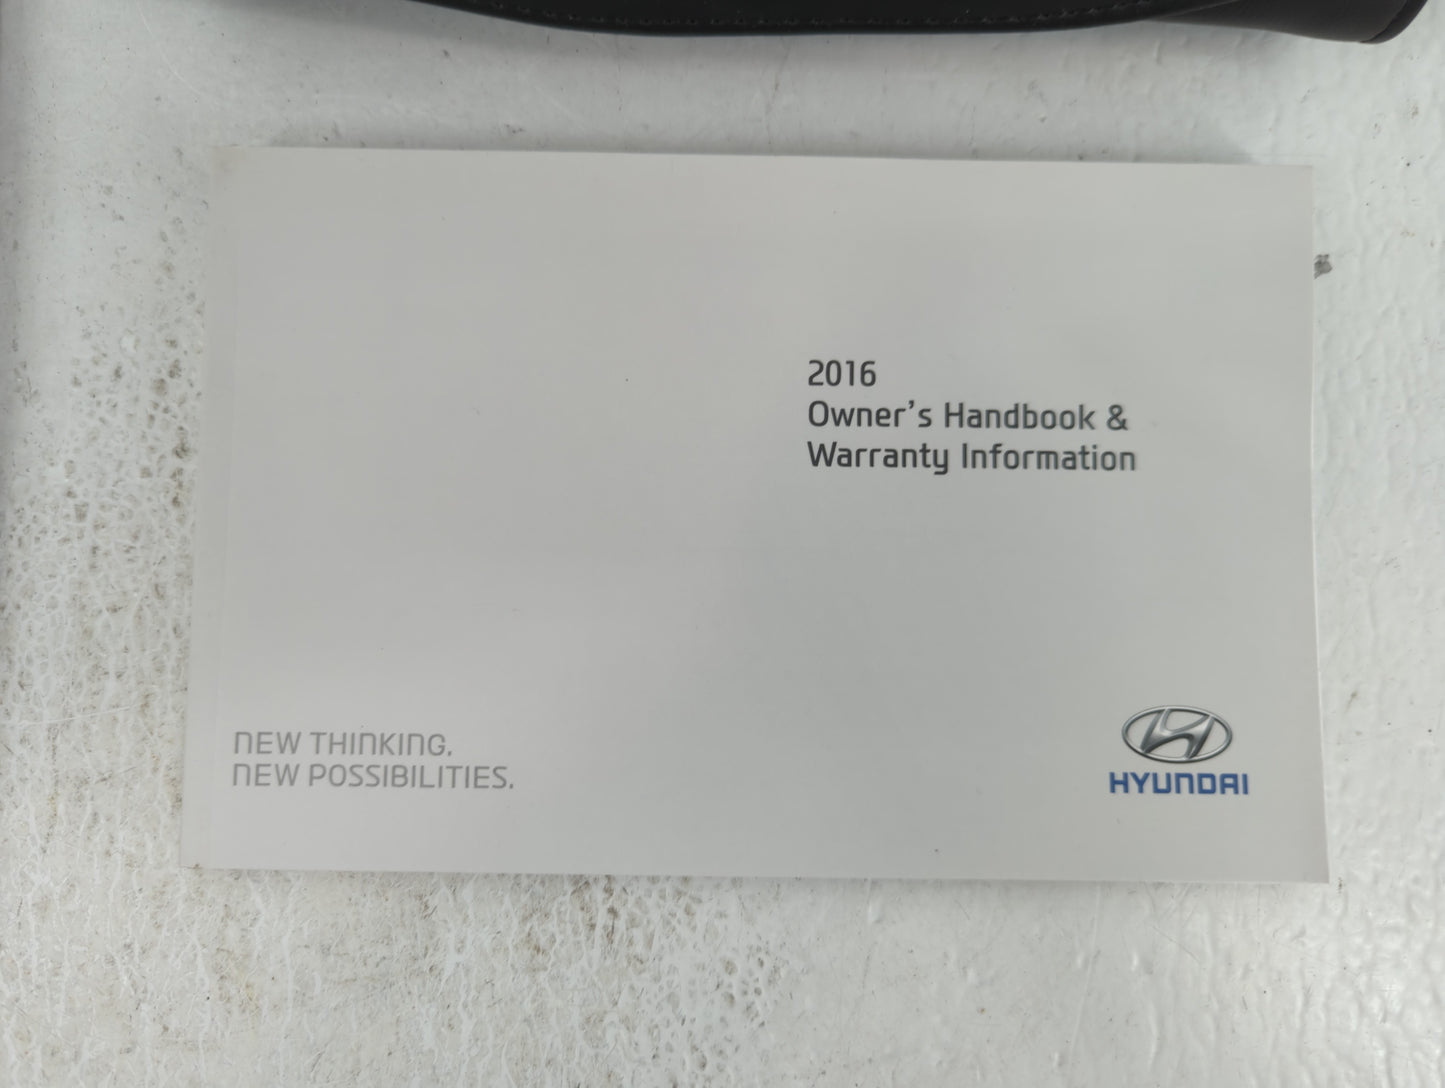 2016
Owner's Handbook &
Warranty Information
NEW THINKING.
NEW POSSIBILITIES.
HYUNDAI